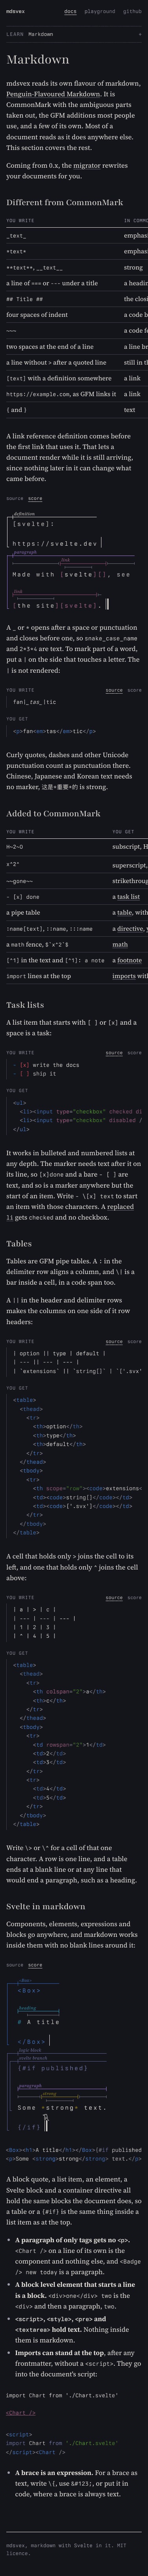 mdsvex docs playground github
LEARN Markdown
Markdown
mdsvex reads its own flavour of markdown,
Penguin-Flavoured Markdown. It is
CommonMark with the ambiguous parts
taken out, the GFM additions most people
use, and a few of its own. Most of a
document reads as it does anywhere else.
This section covers the rest.
Coming from 0.x, the migrator rewrites
your documents for you.
Different from CommonMark
YOU WRITE IN COMMO
_text_ emphas
*text* emphas
**text**, __text__ strong
a line of === or --- under a title a headin
## Title ## the closi
four spaces of indent a code b
~~~ a code fe
two spaces at the end of a line a line br
a line without > after a quoted line still in th
[text] with a definition somewhere a link
https://example.com, as GFM links it a link
{ and } text
A link reference definition comes before
the first link that uses it. That lets a
document render while it is still arriving,
since nothing later in it can change what
came before.
source score
definition
[svelte]:
https://svelte.dev
paragraph
link
Made with [svelte][], see
link
[the site][svelte].
A _ or * opens after a space or punctuation
and closes before one, so snake_case_name
and 2*3*4 are text. To mark part of a word,
put a | on the side that touches a letter. The
| is not rendered:
YOU WRITE source score
fan|_tas_|tic
YOU GET
<p>fan<em>tas</em>tic</p>
Curly quotes, dashes and other Unicode
punctuation count as punctuation there.
Chinese, Japanese and Korean text needs
no marker, 这是*重要*的 is strong.
Added to CommonMark
YOU WRITE YOU GET
H~2~O subscript, H
x^2^ superscript,
~~gone~~ strikethroug
- [x] done a task list
a pipe table a table, with
:name[text], ::name, :::name a directive, y
a math fence, $`x^2`$ math
[^1] in the text and [^1]: a note a footnote
import lines at the top imports with
Task lists
A list item that starts with [ ] or [x] and a
space is a task:
YOU WRITE source score
- [x] write the docs
- [ ] ship it
YOU GET
<ul>
<li><input type="checkbox" checked di
<li><input type="checkbox" disabled /
</ul>
It works in bulleted and numbered lists at
any depth. The marker needs text after it on
the line, so [x]done and a bare - [ ] are
text, and so is a marker anywhere but the
start of an item. Write - \[x] text to start
an item with those characters. A replaced
li gets checked and no checkbox.
Tables
Tables are GFM pipe tables. A : in the
delimiter row aligns a column, and \| is a
bar inside a cell, in a code span too.
A || in the header and delimiter rows
makes the columns on one side of it row
headers:
YOU WRITE source score
| option || type | default |
| --- || --- | --- |
| `extensions` || `string[]` | `['.svx'
YOU GET
<table>
<thead>
<tr>
<th>option</th>
<th>type</th>
<th>default</th>
</tr>
</thead>
<tbody>
<tr>
<th scope="row"><code>extensions<
<td><code>string[]</code></td>
<td><code>['.svx']</code></td>
</tr>
</tbody>
</table>
A cell that holds only > joins the cell to its
left, and one that holds only ^ joins the cell
above:
YOU WRITE source score
| a | > | c |
| --- | --- | --- |
| 1 | 2 | 3 |
| ^ | 4 | 5 |
YOU GET
<table>
<thead>
<tr>
<th colspan="2">a</th>
<th>c</th>
</tr>
</thead>
<tbody>
<tr>
<td rowspan="2">1</td>
<td>2</td>
<td>3</td>
</tr>
<tr>
<td>4</td>
<td>5</td>
</tr>
</tbody>
</table>
Write \> or \^ for a cell of that one
character. A row is one line, and a table
ends at a blank line or at any line that
would end a paragraph, such as a heading.
Svelte in markdown
Components, elements, expressions and
blocks go anywhere, and markdown works
inside them with no blank lines around it:
source score
<Box>
heading
# A title
</Box>
logic block
svelte branch
{#if published}
paragraph
strong
Some *strong* text.
{/if}
<Box><h1>A title</h1></Box>{#if published
<p>Some <strong>strong</strong> text.</p>
A block quote, a list item, an element, a
Svelte block and a container directive all
hold the same blocks the document does, so
a table or a {#if} is the same thing inside a
list item as at the top.
A paragraph of only tags gets no <p>.
<Chart /> on a line of its own is the
component and nothing else, and <Badge
/> new today is a paragraph.
A block level element that starts a line
is a block. <div>one</div> two is the
<div> and then a paragraph, two.
<script>, <style>, <pre> and
<textarea> hold text. Nothing inside
them is markdown.
Imports can stand at the top, after any
frontmatter, without a <script>. They go
into the document's script:
import Chart from './Chart.svelte'
<Chart />
<script>
import Chart from './Chart.svelte'
</script><Chart />
A brace is an expression. For a brace as
text, write \{, use &#123;, or put it in
code, where a brace is always text.
mdsvex, markdown with Svelte in it. MIT
licence.